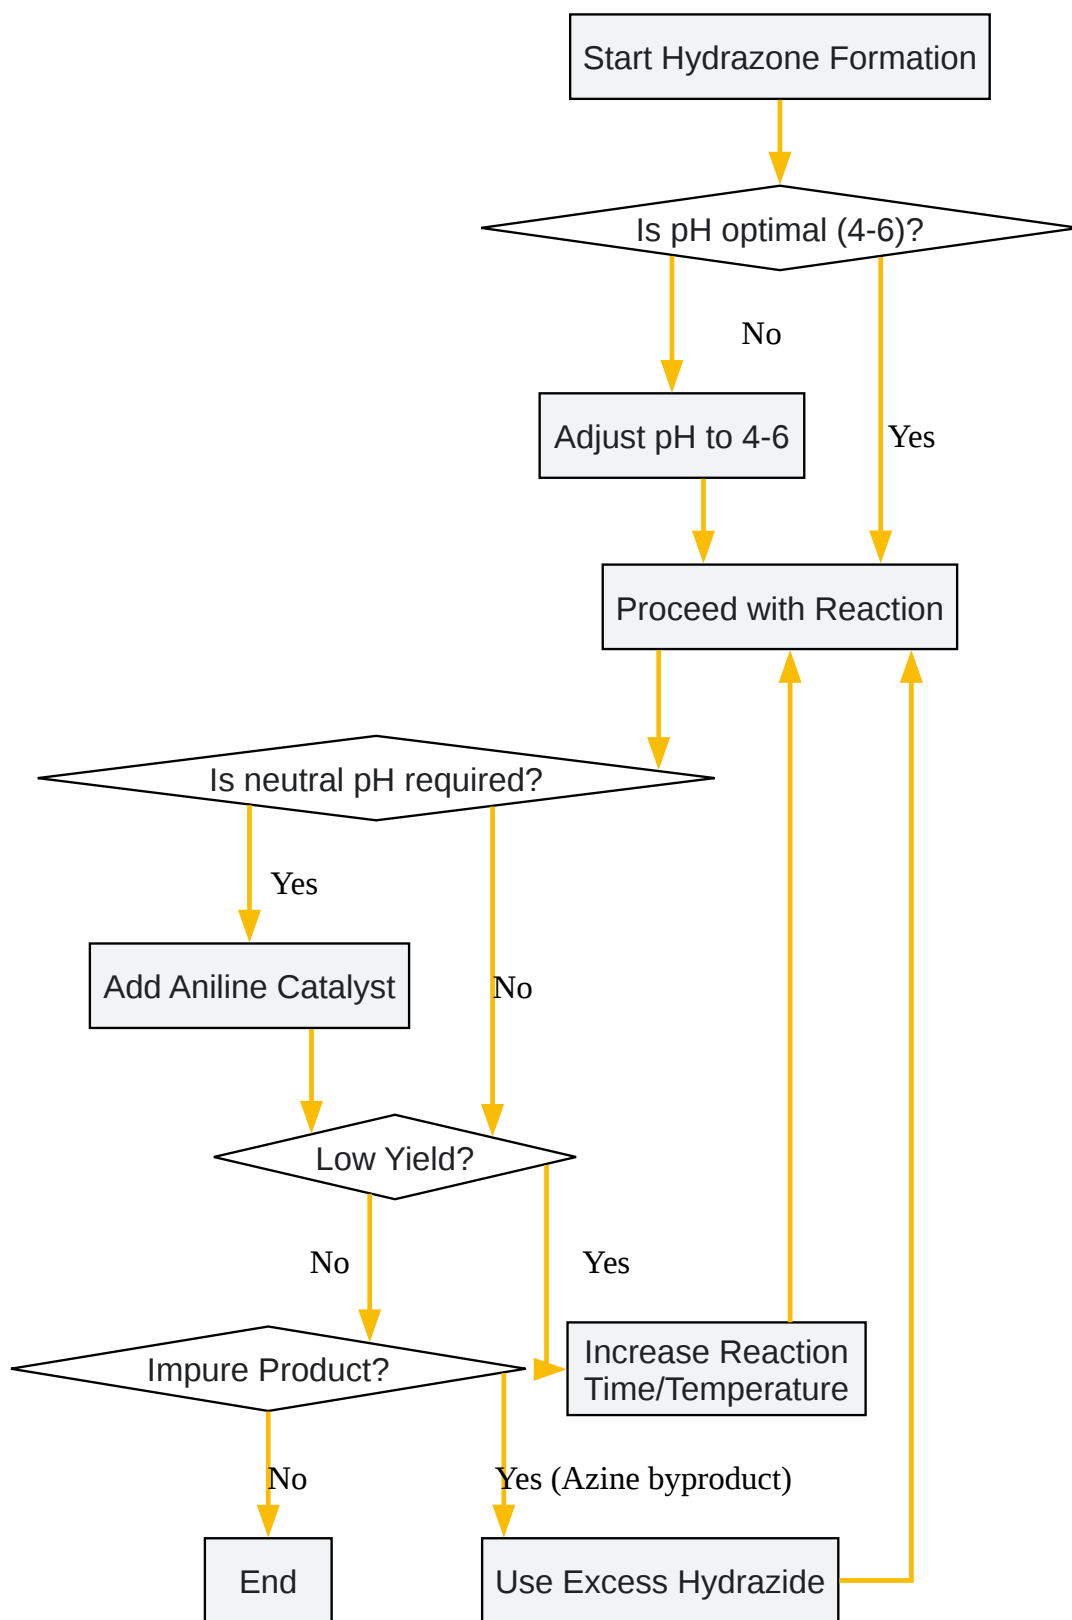 Start Hydrazone Formation
Is pH optimal (4-6)?
No
Adjust pH to 4-6
Yes
Proceed with Reaction
Is neutral pH required?
Yes
Add Aniline Catalyst
No
Low Yield?
No
Yes
Increase Reaction
Time/Temperature
Impure Product?
No
Yes (Azine byproduct)
End
Use Excess Hydrazide